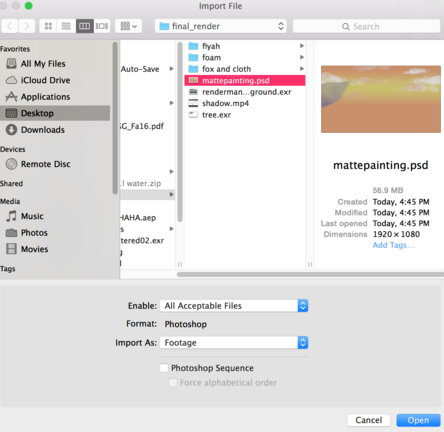 Import File
final_render
Search
Favorites
All My Files
iCloud Drive
Applications
Desktop
Downloads
Devices
Remote Disc
Shared
Media
Music
Photos
Movies
Tags
Auto-Save
SG_Fa16.pdf
l water.zip
HAHA.aep
s
tered02.exr
g
fiyah
foam
fox and cloth
mattepainting.psd
renderman...ground.exr
shadow.mp4
tree.exr
mattepainting.psd
56.9 MB
Created Today, 4:45 PM
Modified Today, 4:45 PM
Last opened Today, 4:45 PM
Dimensions 1920 × 1080
Add Tags...
Enable: All Acceptable Files
Format: Photoshop
Import As: Footage
Photoshop Sequence
Force alphabetical order
Cancel Open